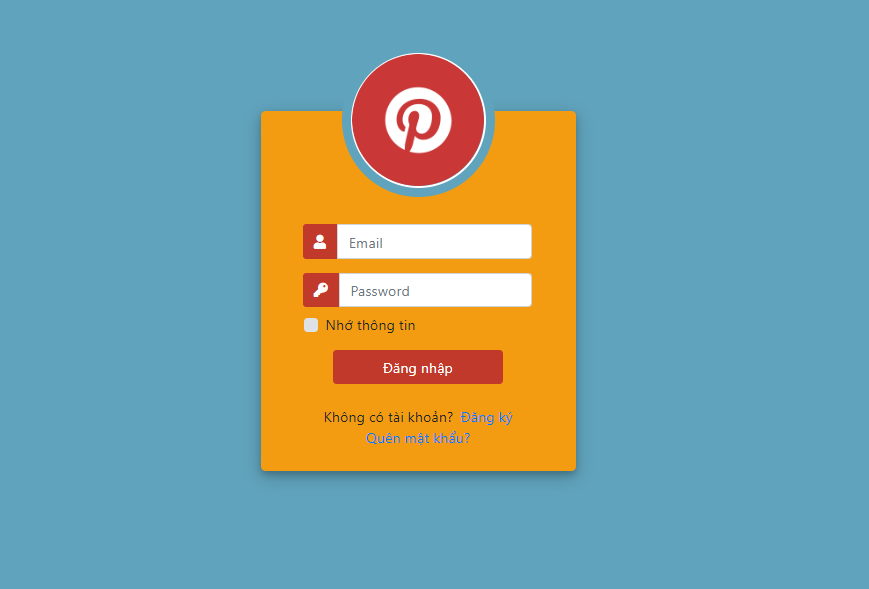 Email
Password
Nhớ thông tin
Đăng nhập
Không có tài khoản? Đăng ký
Quên mật khẩu?